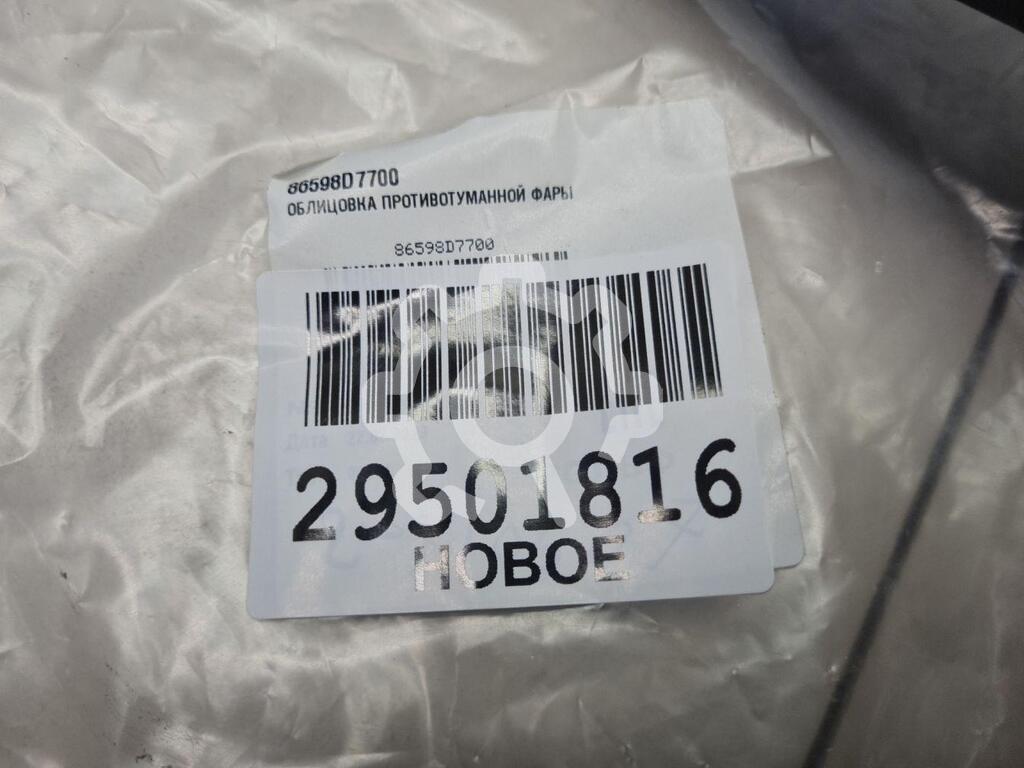 86598D7700
ОБЛИЦОВКА ПРОТИВОТУМАННОЙ ФАРЫ
86598D7700
29501816
НОВОЕ